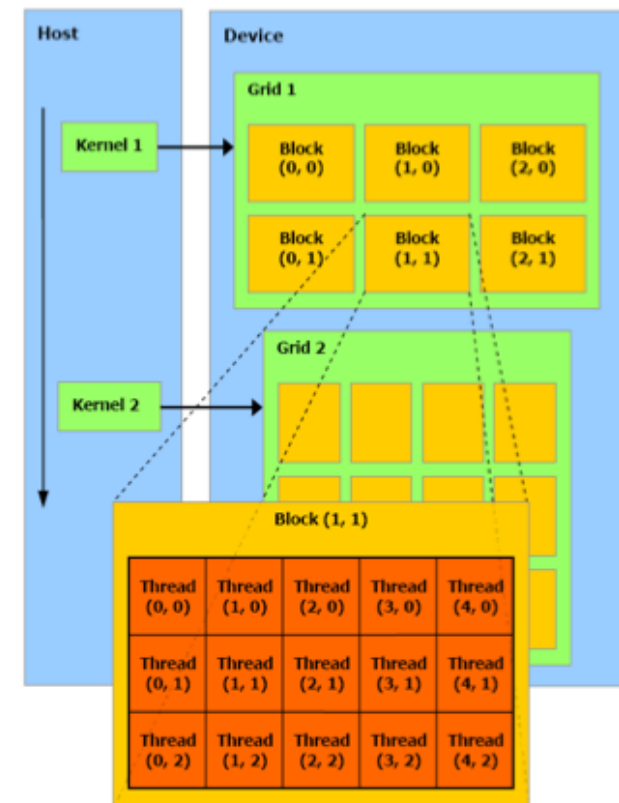 Host
Device
Grid 1
Kernel 1
Block Block Block
(0, 0) (1, 0) (2, 0)
Block Block Block
(0, 1) (1, 1) (2, 1)
Grid 2
Kernel 2
Block (1, 1)
Thread Thread Thread Thread Thread
(0, 0) (1, 0) (2, 0) (3, 0) (4, 0)
Thread Thread Thread Thread Thread
(0, 1) (1, 1) (2, 1) (3, 1) (4, 1)
Thread Thread Thread Thread Thread
(0, 2) (1, 2) (2, 2) (3, 2) (4, 2)